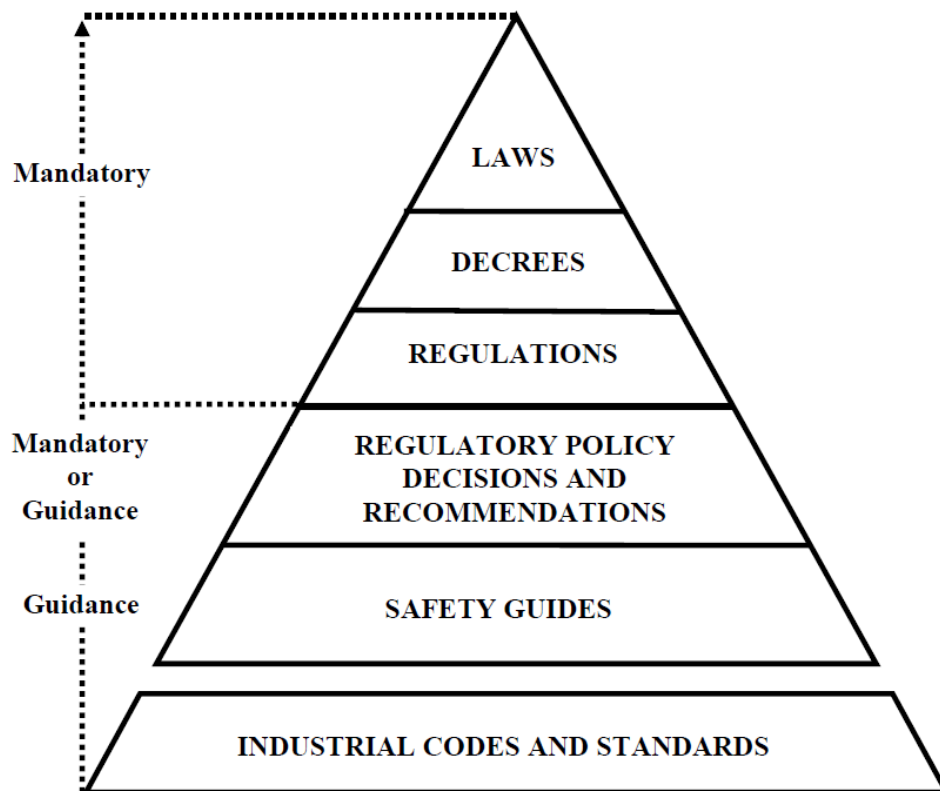 LAWS
Mandatory
DECREES
REGULATIONS
Mandatory
or
Guidance
REGULATORY POLICY
DECISIONS AND
RECOMMENDATIONS
Guidance
SAFETY GUIDES
INDUSTRIAL CODES AND STANDARDS